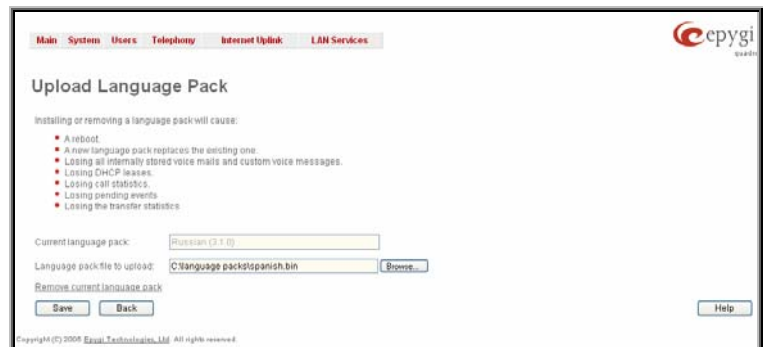 Main System Users Telephony Internet Uplink LAN Services
epygi
quadro
Upload Language Pack
Installing or removing a language pack will cause:
A reboot.
A new language pack replaces the existing one.
Losing all internally stored voice mails and custom voice messages.
Losing DHCP leases.
Losing call statistics.
Losing pending events
Losing the transfer statistics
Current language pack: Russian (3.1.0)
Language pack file to upload: C:\language packs\spanish.bin Browse...
Remove current language pack
Save Back Help
Copyright (C) 2006 Epygi Technologies, Ltd. All rights reserved.